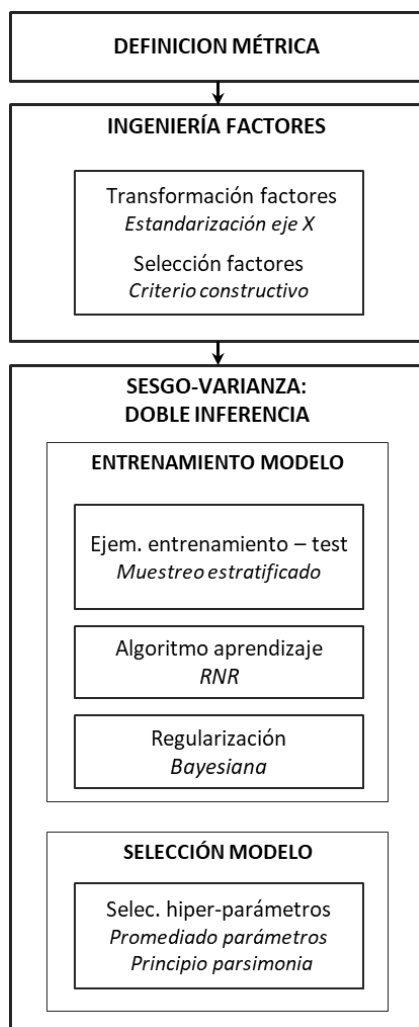 DEFINICION MÉTRICA
INGENIERÍA FACTORES
Transformación factores
Estandarización eje X
Selección factores
Criterio constructivo
SESGO-VARIANZA:
DOBLE INFERENCIA
ENTRENAMIENTO MODELO
Ejem. entrenamiento – test
Muestreo estratificado
Algoritmo aprendizaje
RNR
Regularización
Bayesiana
SELECCIÓN MODELO
Selec. hiper-parámetros
Promediado parámetros
Principio parsimonia